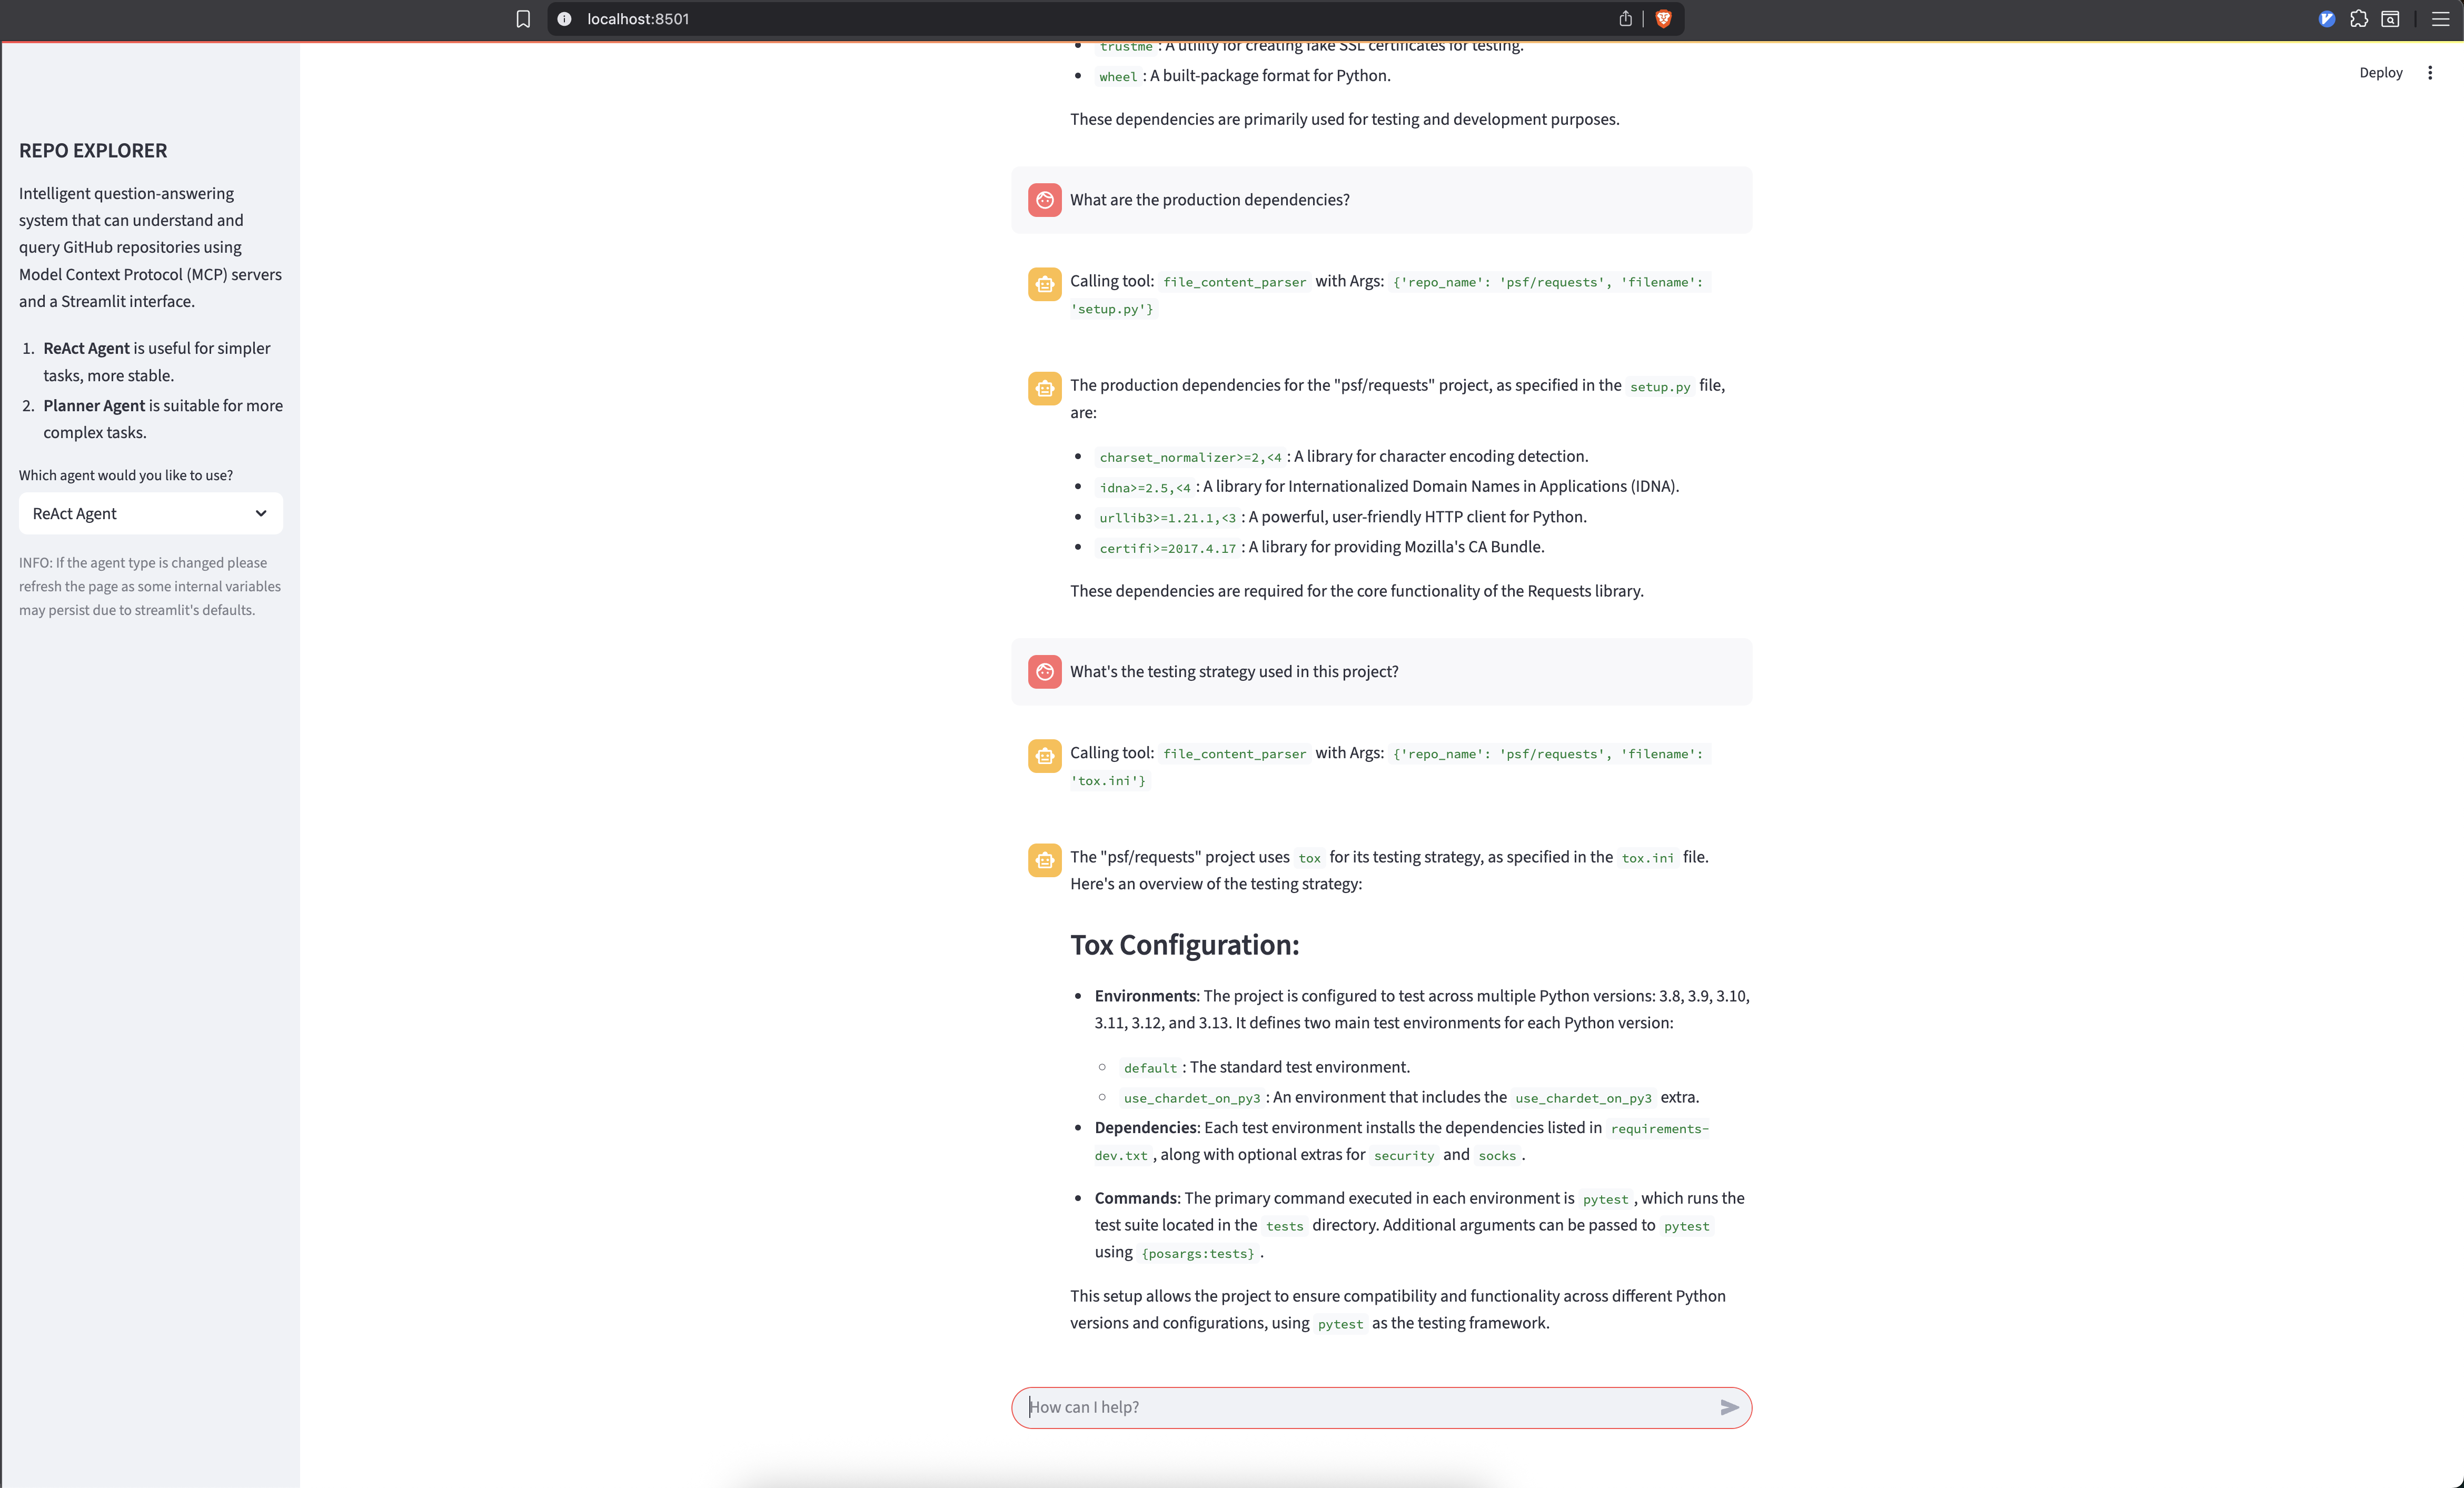 localhost:8501
Deploy
REPO EXPLORER
Intelligent question-answering
system that can understand and
query GitHub repositories using
Model Context Protocol (MCP) servers
and a Streamlit interface.
1. ReAct Agent is useful for simpler
tasks, more stable.
2. Planner Agent is suitable for more
complex tasks.
Which agent would you like to use?
ReAct Agent
INFO: If the agent type is changed please
refresh the page as some internal variables
may persist due to streamlit's defaults.
• trustme : A utility for creating fake SSL certificates for testing.
• wheel : A built-package format for Python.
These dependencies are primarily used for testing and development purposes.
What are the production dependencies?
Calling tool: file_content_parser with Args: {'repo_name': 'psf/requests', 'filename':
'setup.py'}
The production dependencies for the "psf/requests" project, as specified in the setup.py file,
are:
• charset_normalizer>=2,<4 : A library for character encoding detection.
• idna>=2.5,<4 : A library for Internationalized Domain Names in Applications (IDNA).
• urllib3>=1.21.1,<3 : A powerful, user-friendly HTTP client for Python.
• certifi>=2017.4.17 : A library for providing Mozilla's CA Bundle.
These dependencies are required for the core functionality of the Requests library.
What's the testing strategy used in this project?
Calling tool: file_content_parser with Args: {'repo_name': 'psf/requests', 'filename':
'tox.ini'}
The "psf/requests" project uses tox for its testing strategy, as specified in the tox.ini file.
Here's an overview of the testing strategy:
Tox Configuration:
• Environments: The project is configured to test across multiple Python versions: 3.8, 3.9, 3.10,
3.11, 3.12, and 3.13. It defines two main test environments for each Python version:
○ default : The standard test environment.
○ use_chardet_on_py3 : An environment that includes the use_chardet_on_py3 extra.
• Dependencies: Each test environment installs the dependencies listed in requirements-
dev.txt , along with optional extras for security and socks .
• Commands: The primary command executed in each environment is pytest , which runs the
test suite located in the tests directory. Additional arguments can be passed to pytest
using {posargs:tests} .
This setup allows the project to ensure compatibility and functionality across different Python
versions and configurations, using pytest as the testing framework.
How can I help?